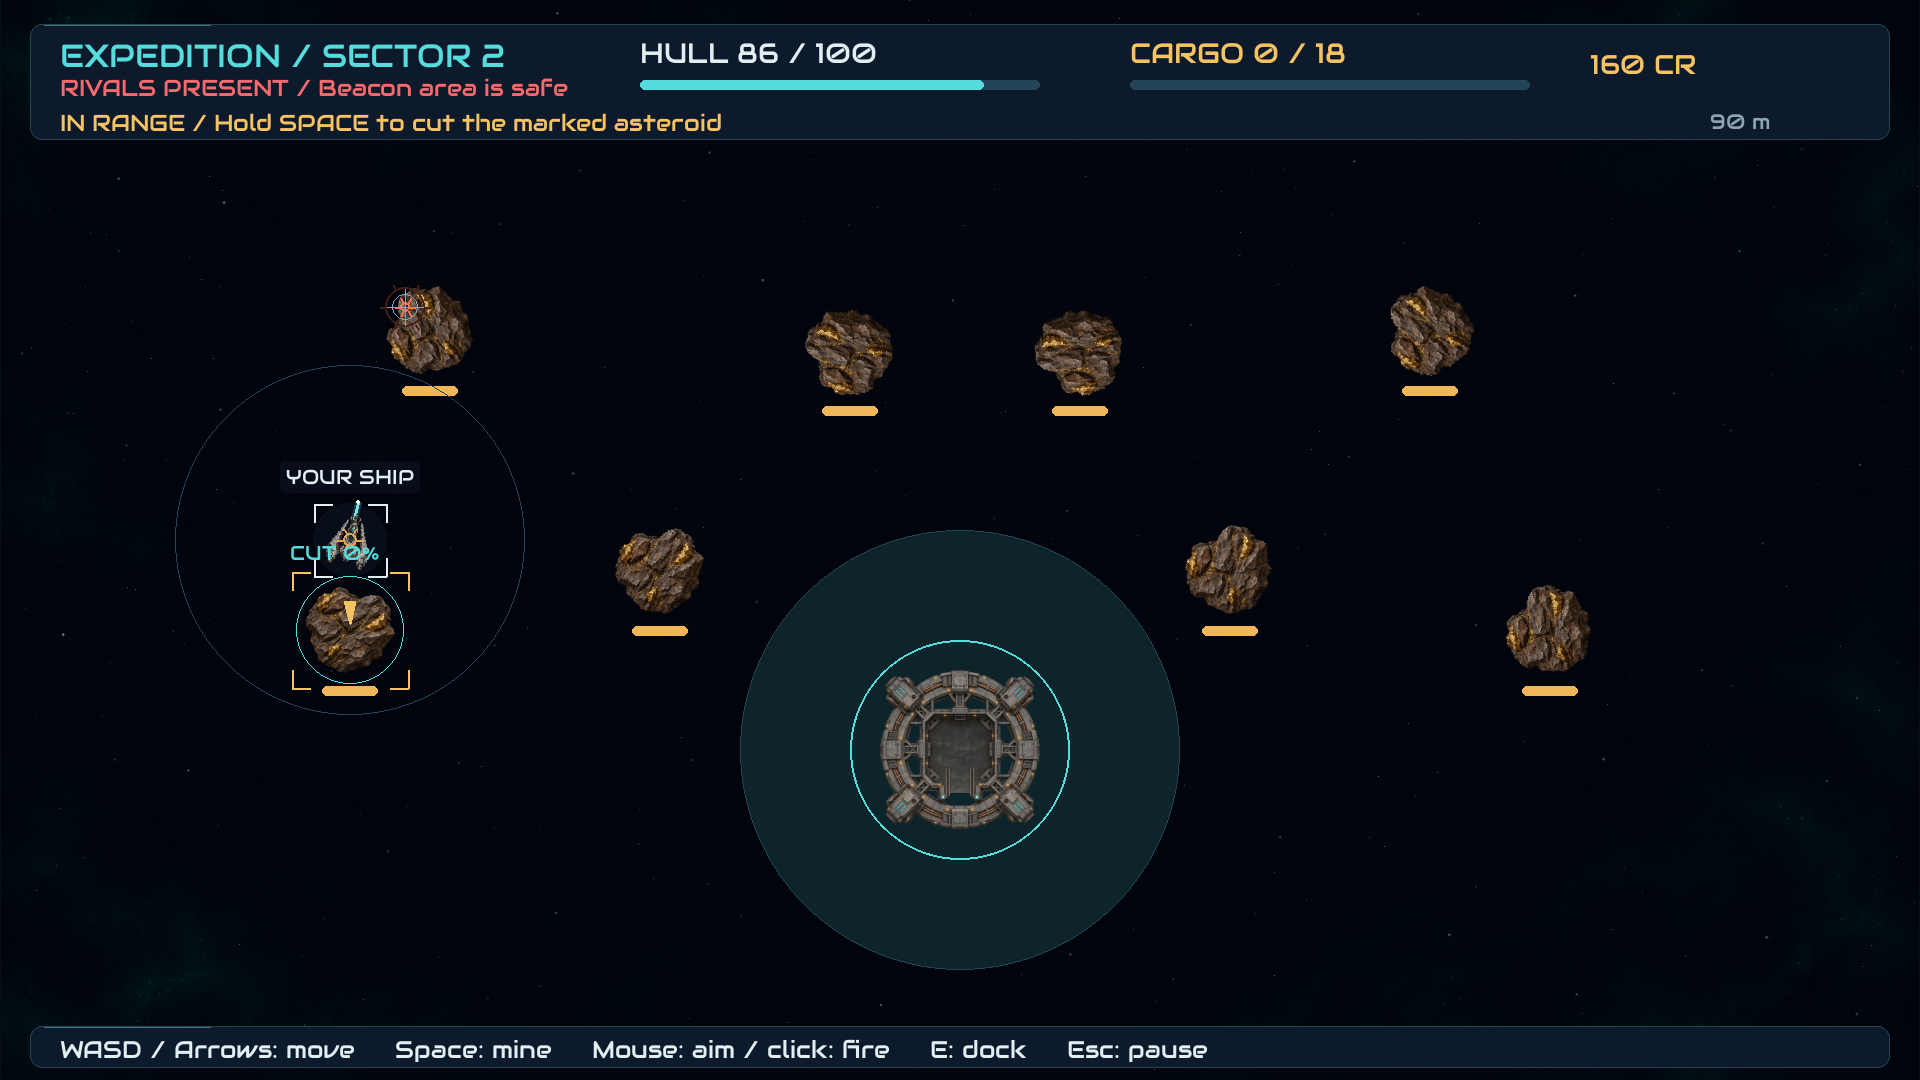 EXPEDITION / SECTOR 2
HULL 86 / 100
CARGO 0 / 18
160 CR
RIVALS PRESENT / Beacon area is safe
IN RANGE / Hold SPACE to cut the marked asteroid
90 m
YOUR SHIP
CUT 0%
WASD / Arrows: move
Space: mine
Mouse: aim / click: fire
E: dock
Esc: pause